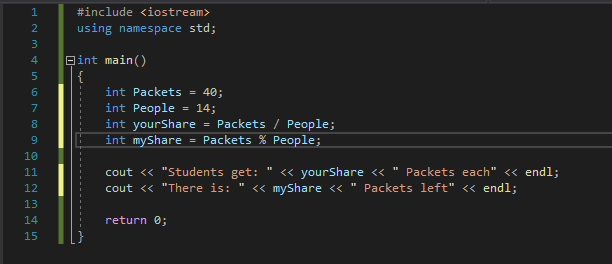 1 #include <iostream>
2 using namespace std;
3
4 int main()
5 {
6 int Packets = 40;
7 int People = 14;
8 int yourShare = Packets / People;
9 int myShare = Packets % People;
10
11 cout << "Students get: " << yourShare << " Packets each" << endl;
12 cout << "There is: " << myShare << " Packets left" << endl;
13
14 return 0;
15 }